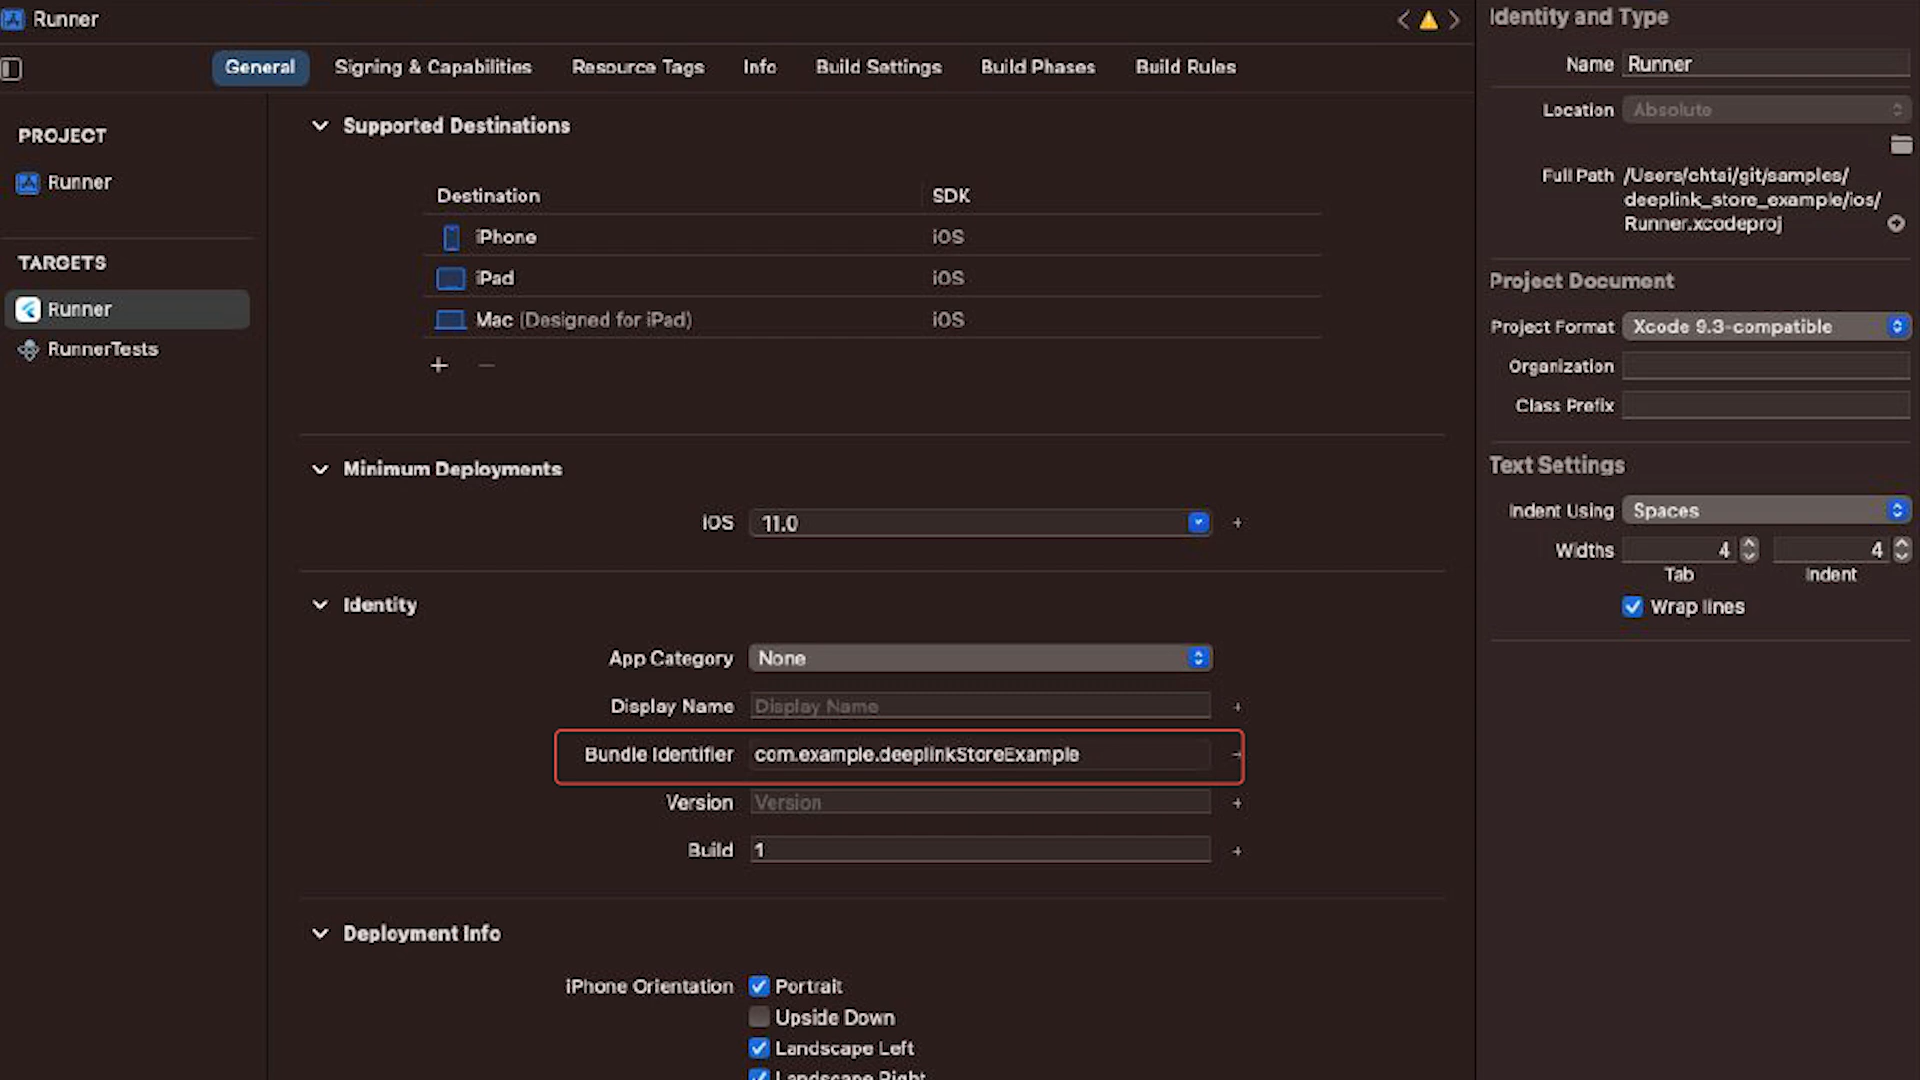 Runner
General
Signing & Capabilities
Resource Tags
Info
Build Settings
Build Phases
Build Rules
PROJECT
Runner
TARGETS
Runner
RunnerTests
Supported Destinations
Destination
SDK
iPhone
iOS
iPad
iOS
Mac (Designed for iPad)
iOS
Minimum Deployments
iOS
11.0
Identity
App Category
None
Display Name
Display Name
Bundle Identifier
com.example.deeplinkStoreExample
Version
Version
Build
1
Deployment Info
iPhone Orientation
Portrait
Upside Down
Landscape Left
Landscape Right
Identity and Type
Name
Runner
Location
Absolute
Full Path
/Users/chtai/git/samples/
deeplink_store_example/ios/
Runner.xcodeproj
Project Document
Project Format
Xcode 9.3-compatible
Organization
Class Prefix
Text Settings
Indent Using
Spaces
Widths
4
4
Tab
Indent
Wrap lines